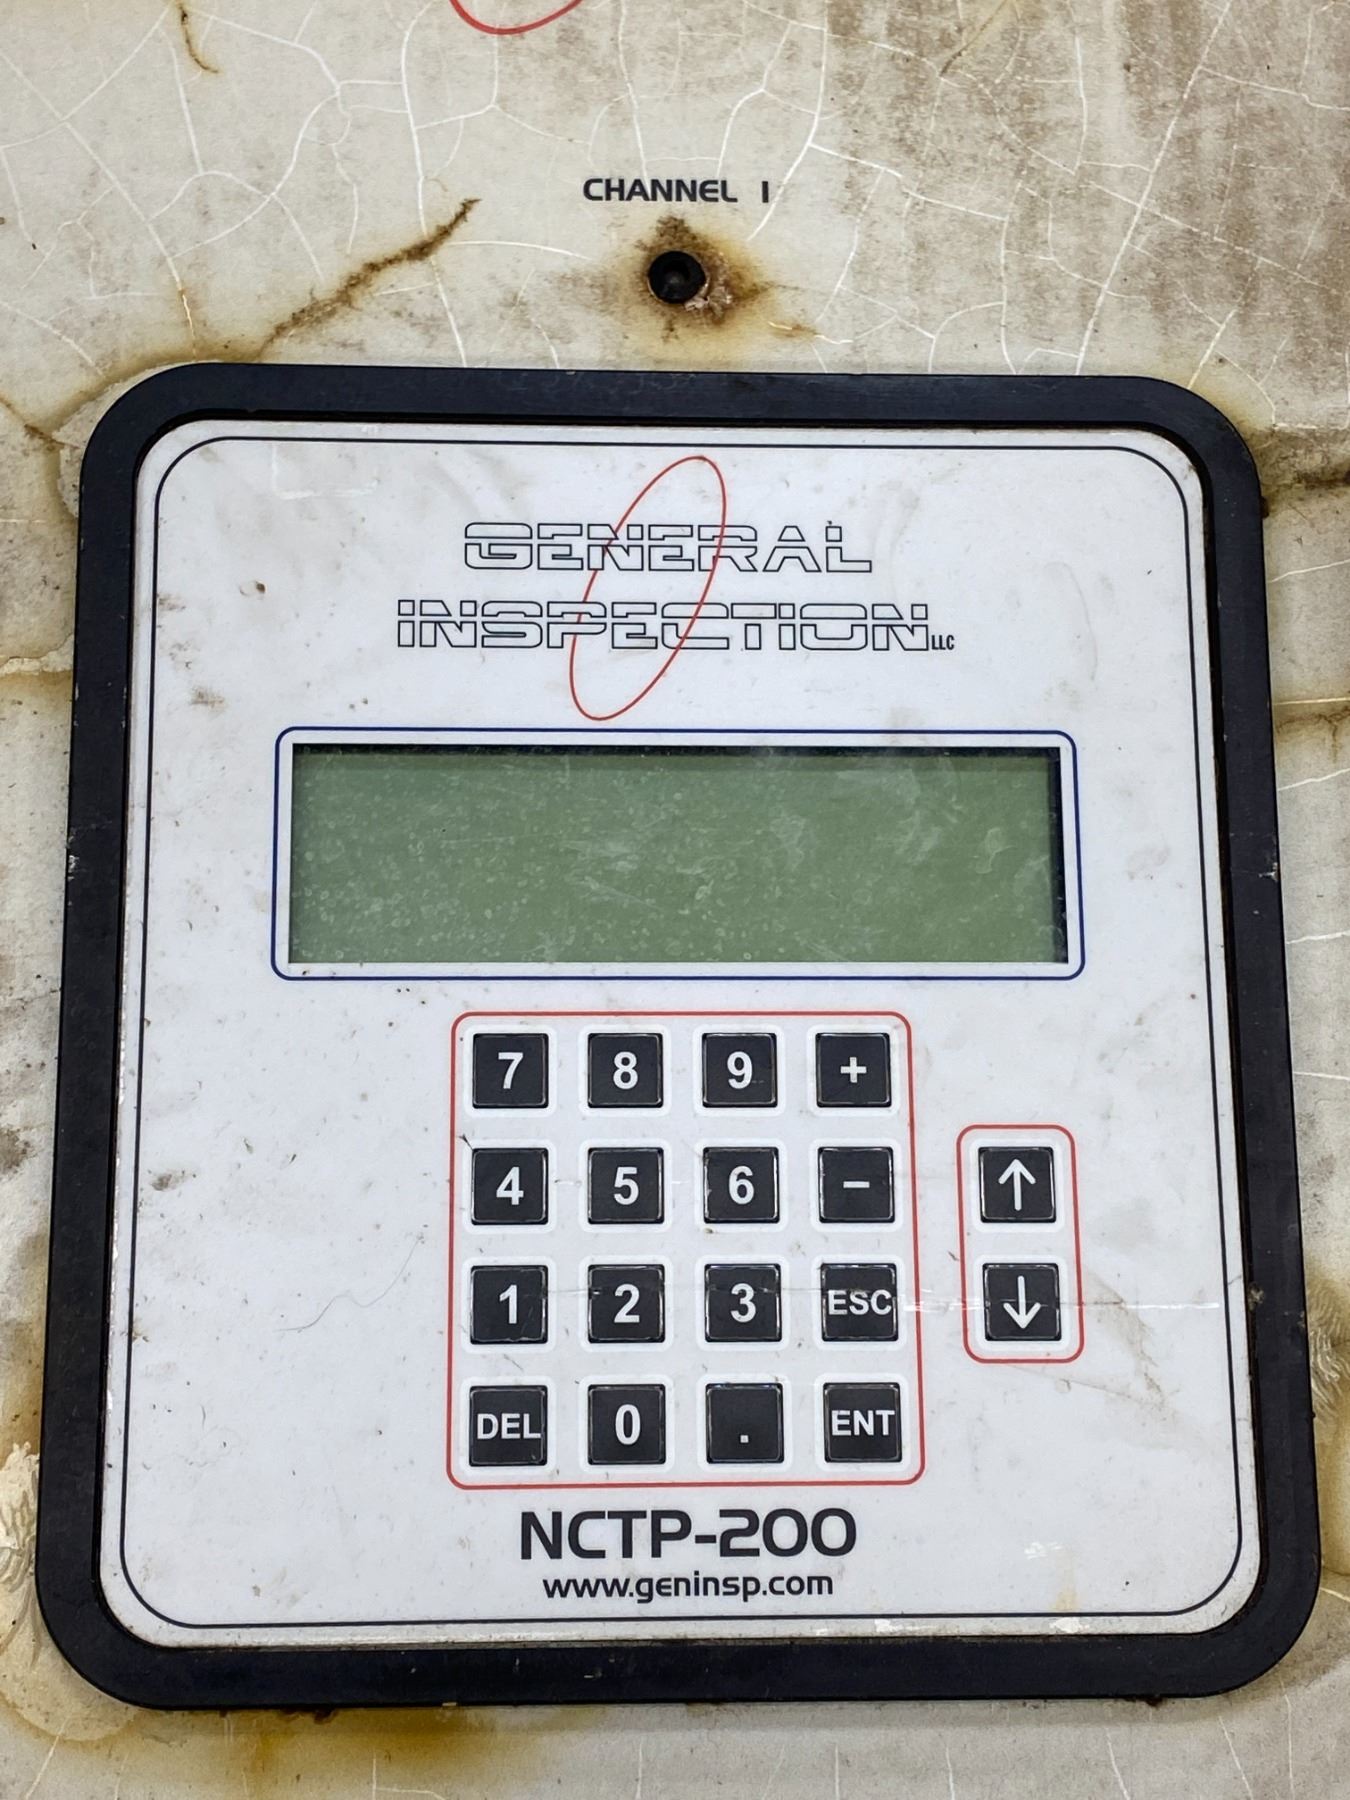 CHANNEL 1
GENERAL
INSPECTION LLC
7 8 9 +
4 5 6 - ↑
1 2 3 ESC ↓
DEL 0 . ENT
NCTP-200
www.geninsp.com